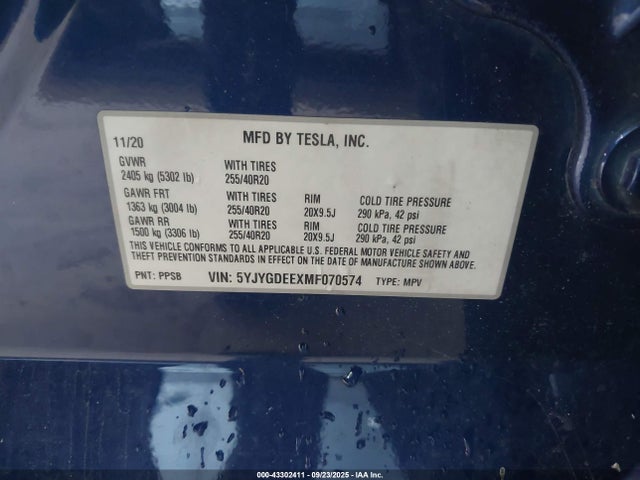 11/20 MFD BY TESLA, INC.
GVWR WITH TIRES
2405 kg (5302 lb) 255/40R20
GAWR FRT WITH TIRES RIM COLD TIRE PRESSURE
1363 kg (3004 lb) 255/40R20 20X9.5J 290 kPa, 42 psi
GAWR RR WITH TIRES RIM COLD TIRE PRESSURE
1500 kg (3306 lb) 255/40R20 20X9.5J 290 kPa, 42 psi
THIS VEHICLE CONFORMS TO ALL APPLICABLE U.S. FEDERAL MOTOR VEHICLE SAFETY AND
THEFT PREVENTION STANDARDS IN EFFECT ON THE DATE OF MANUFACTURE SHOWN ABOVE.
PNT: PPSB VIN: 5YJYGDEEXMF070574 TYPE: MPV
000-43302411 - 09/23/2025 - IAA Inc.